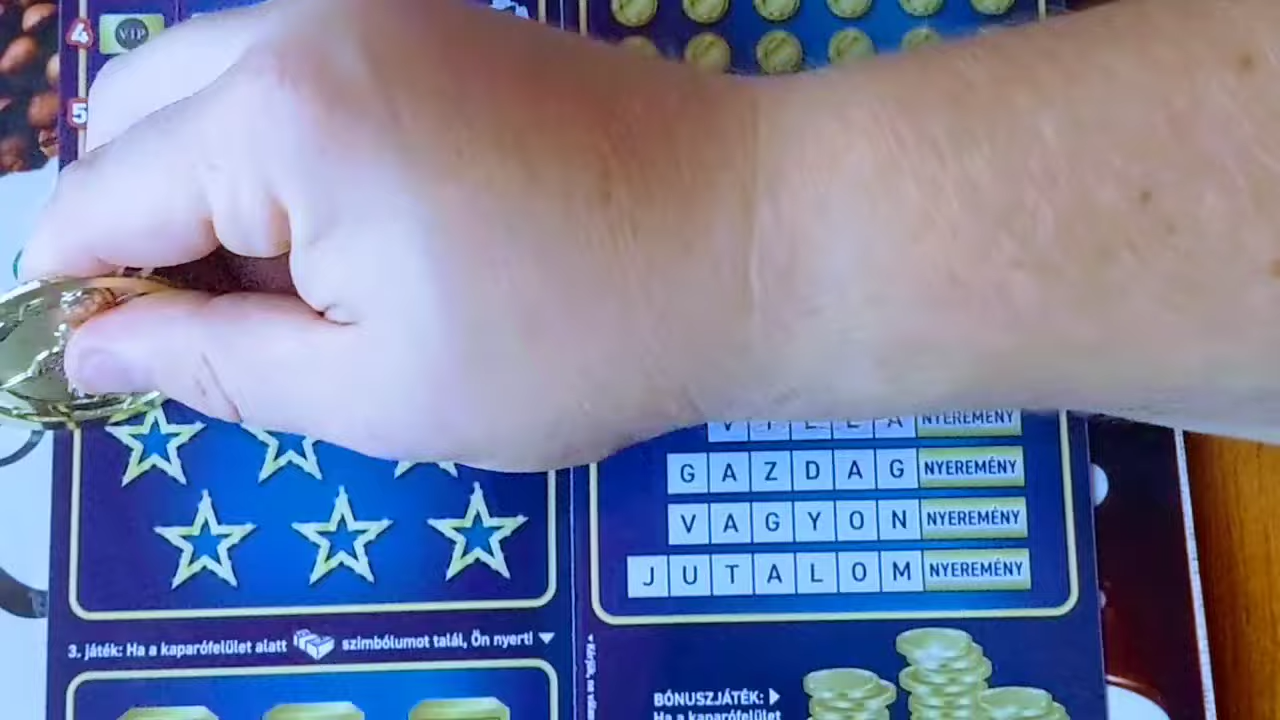 4
VIP
5
VILLA NYEREMÉNY
GAZDAG NYEREMÉNY
VAGYON NYEREMÉNY
JUTALOM NYEREMÉNY
3. játék: Ha a kaparófelület alatt szimbólumot talál, Ön nyert!
BÓNUSZJÁTÉK:
Ha a kaparófelület